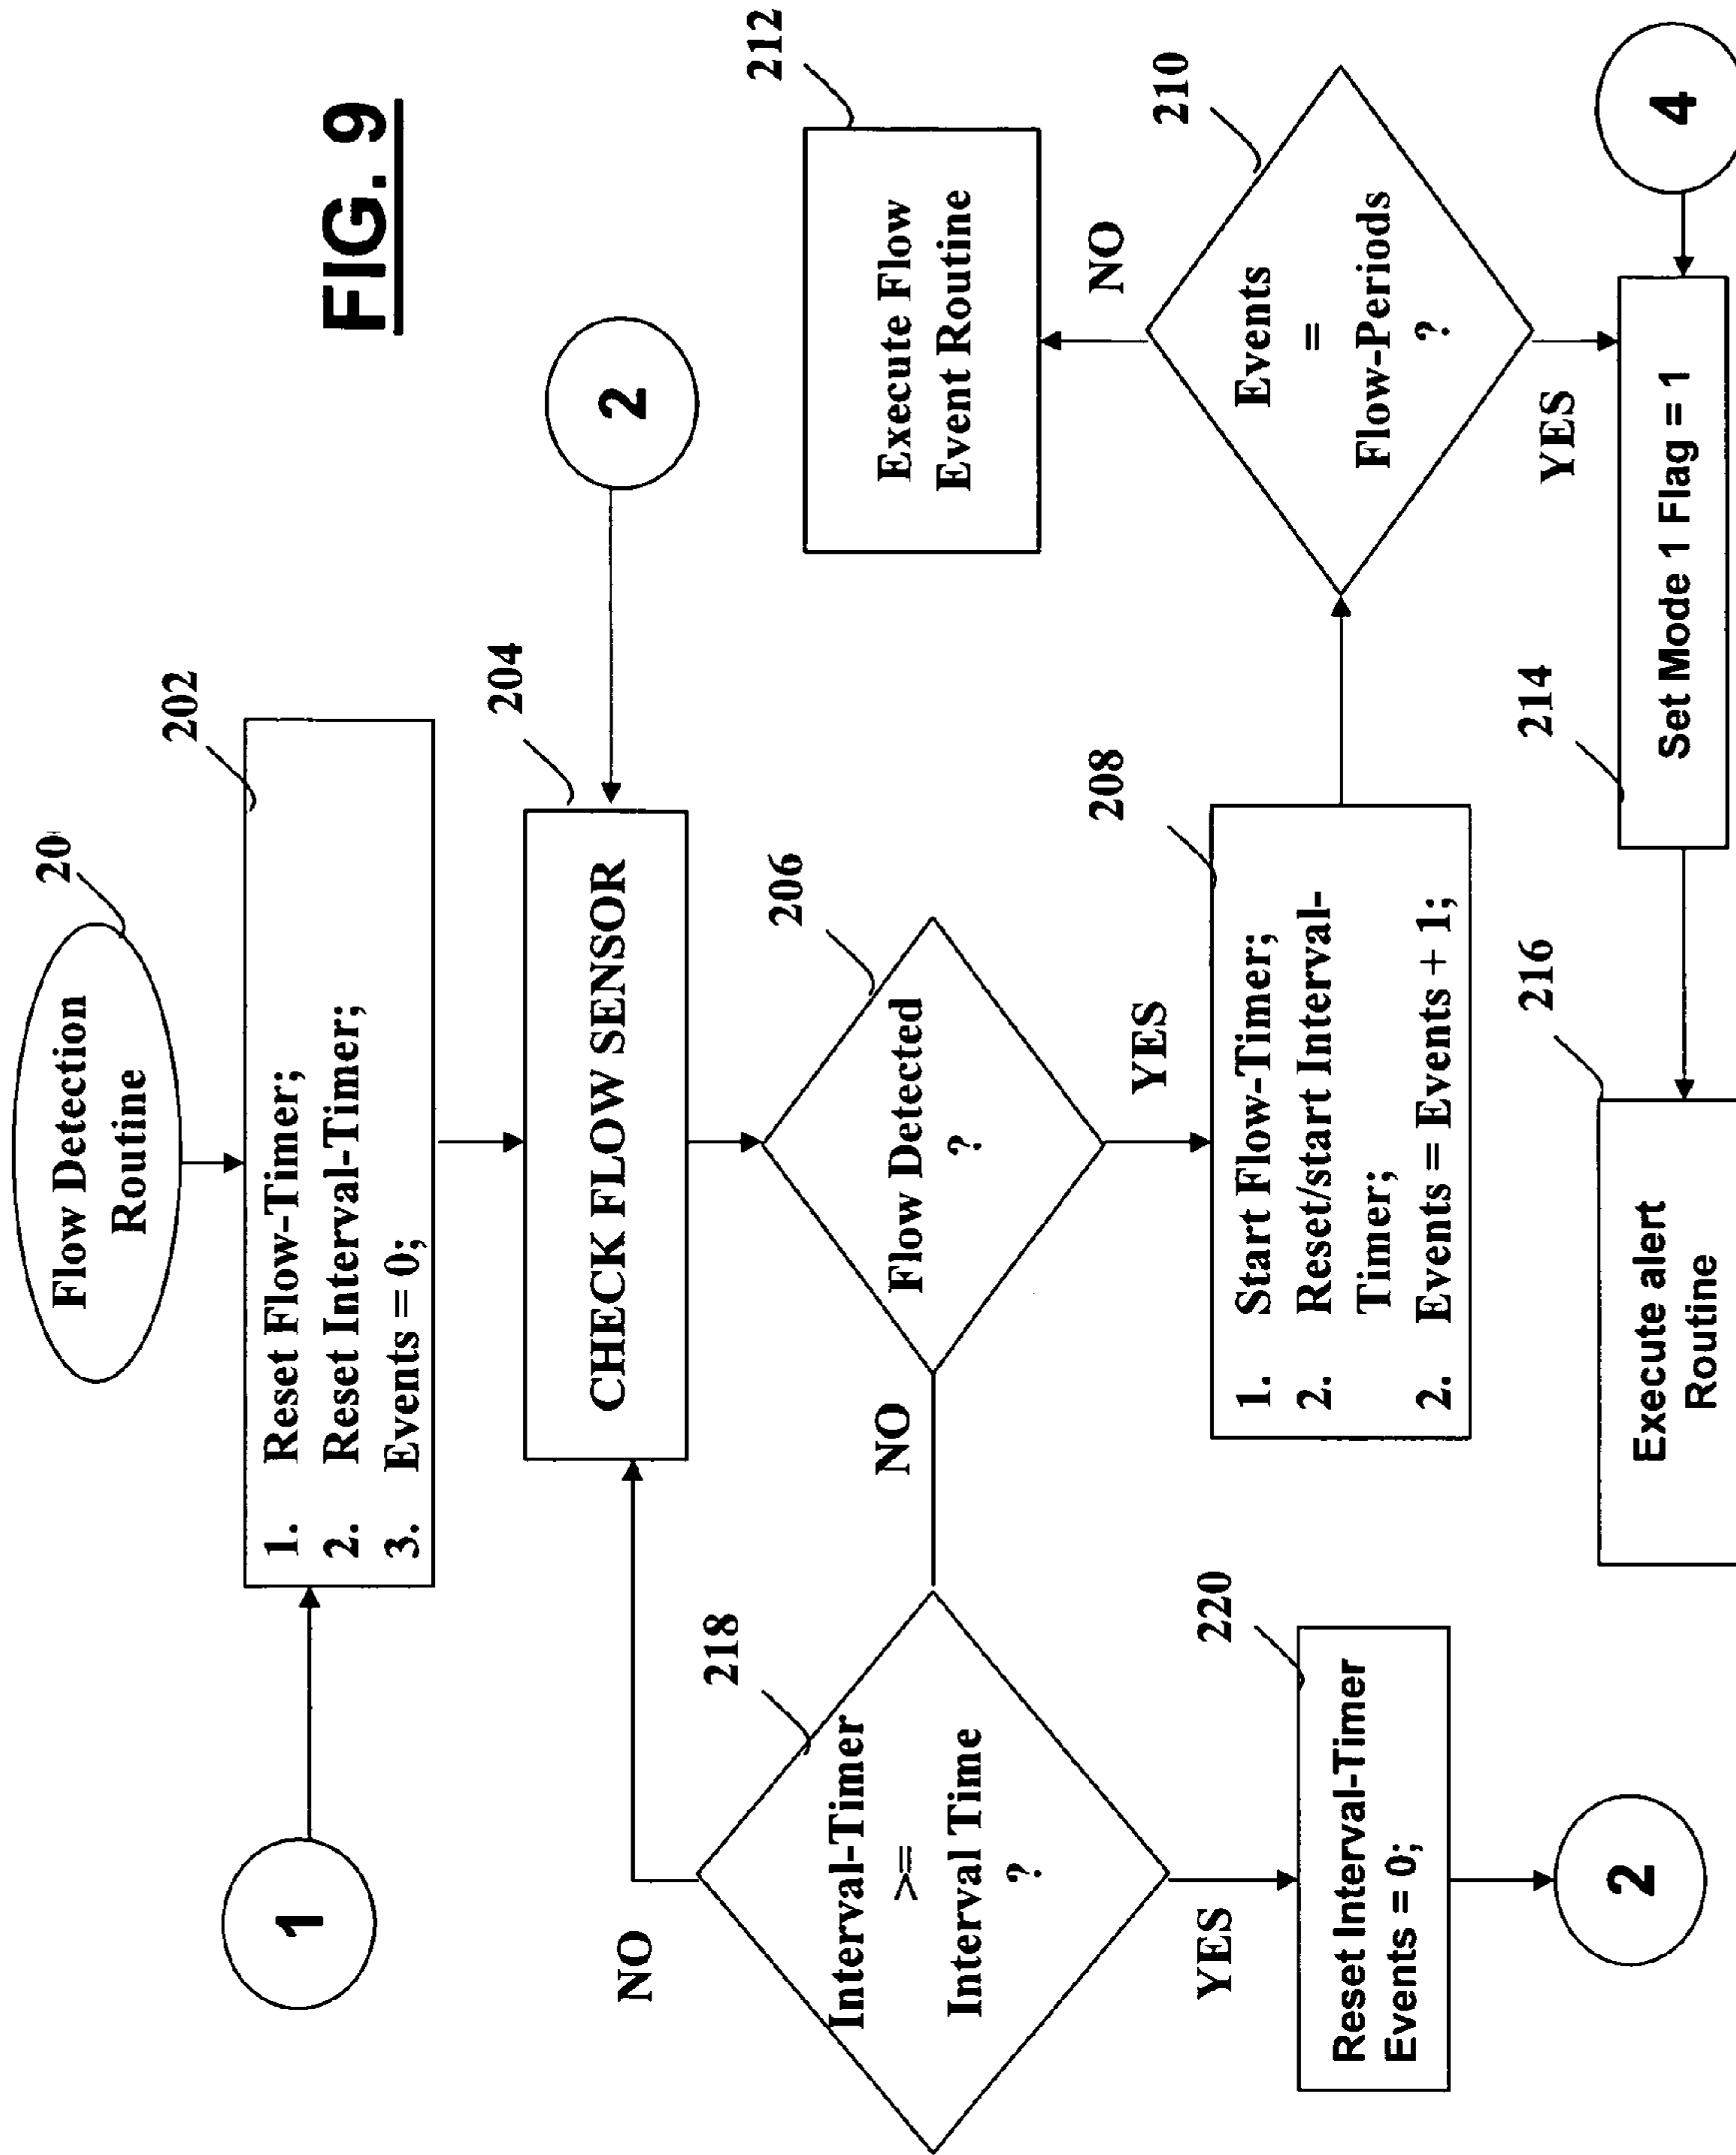 FIG. 9
20
Flow Detection
Routine
1
202
1. Reset Flow-Timer;
2. Reset Interval-Timer;
3. Events = 0;
204
CHECK FLOW SENSOR
2
206
Flow Detected
?
NO
YES
218
Interval-Timer
>=
Interval Time
?
NO
YES
220
Reset Interval-Timer
Events = 0;
2
208
1. Start Flow-Timer;
2. Reset/start Interval-
Timer;
2. Events = Events + 1;
210
Events
=
Flow-Periods
?
NO
YES
212
Execute Flow
Event Routine
4
214
Set Mode 1 Flag = 1
216
Execute alert
Routine